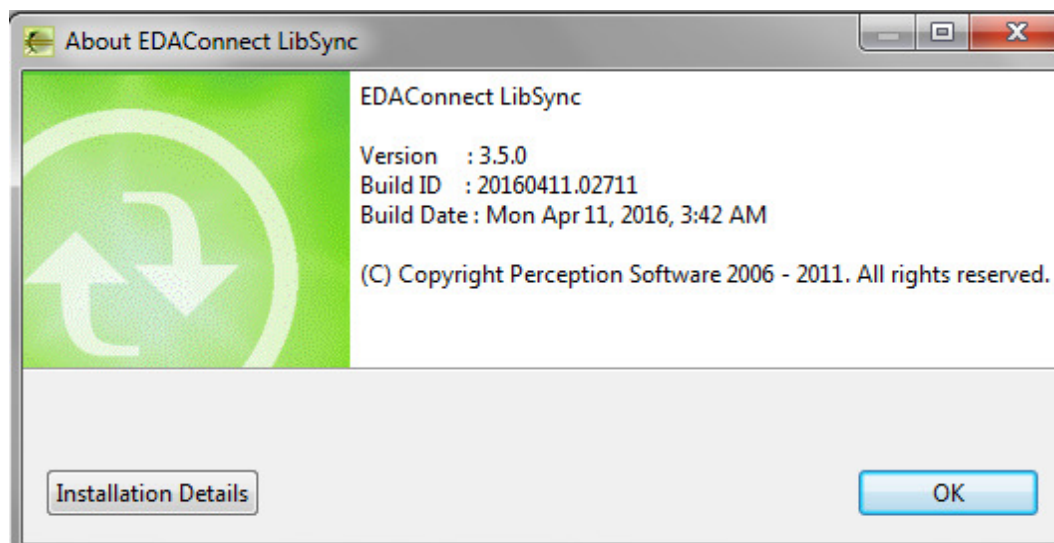 About EDAConnect LibSync
EDAConnect LibSync
Version : 3.5.0
Build ID : 20160411.02711
Build Date : Mon Apr 11, 2016, 3:42 AM
(C) Copyright Perception Software 2006 - 2011. All rights reserved.
Installation Details
OK